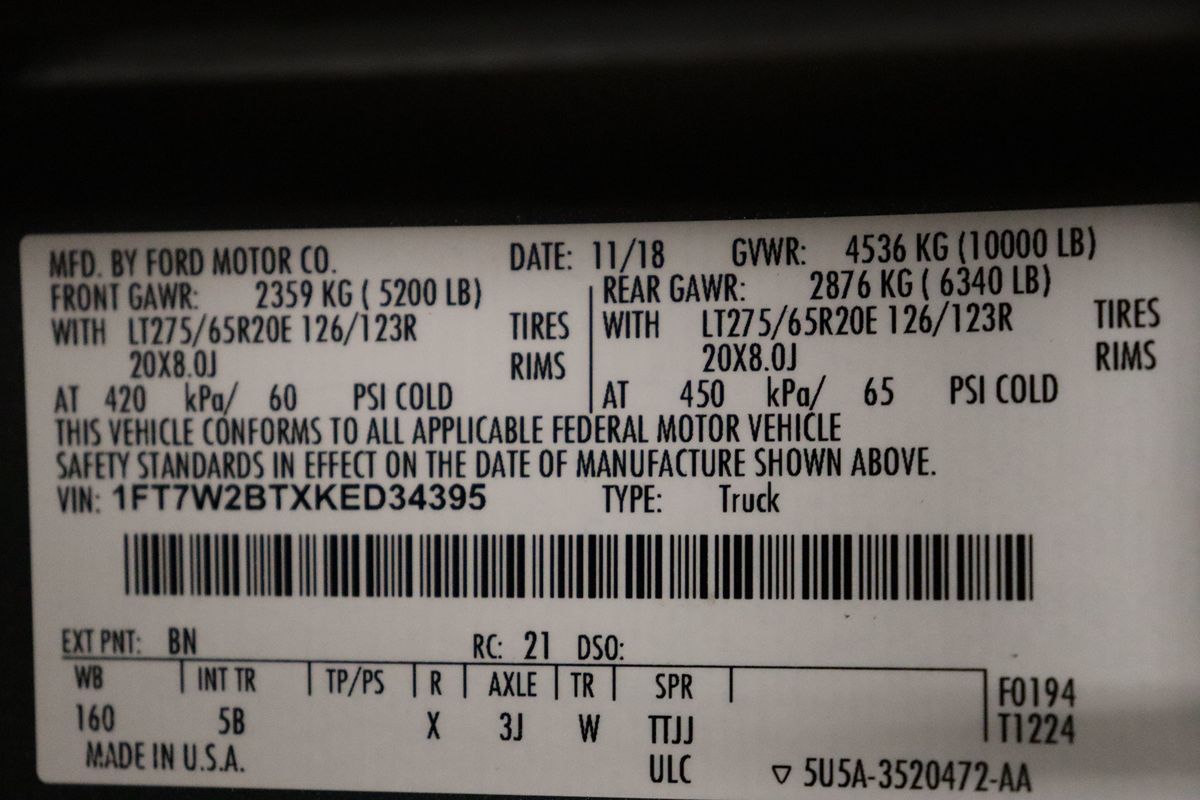 MFD. BY FORD MOTOR CO. DATE: 11/18 GVWR: 4536 KG (10000 LB)
FRONT GAWR: 2359 KG ( 5200 LB) REAR GAWR: 2876 KG ( 6340 LB)
WITH LT275/65R20E 126/123R TIRES WITH LT275/65R20E 126/123R TIRES
20X8.0J RIMS 20X8.0J RIMS
AT 420 kPa/ 60 PSI COLD AT 450 kPa/ 65 PSI COLD
THIS VEHICLE CONFORMS TO ALL APPLICABLE FEDERAL MOTOR VEHICLE
SAFETY STANDARDS IN EFFECT ON THE DATE OF MANUFACTURE SHOWN ABOVE.
VIN: 1FT7W2BTXKED34395 TYPE: Truck
EXT PNT: BN RC: 21 DSO:
WB INT TR TP/PS R AXLE TR SPR F0194
160 5B X 3J W TTJJ T1224
MADE IN U.S.A. ULC ▽ 5U5A-3520472-AA